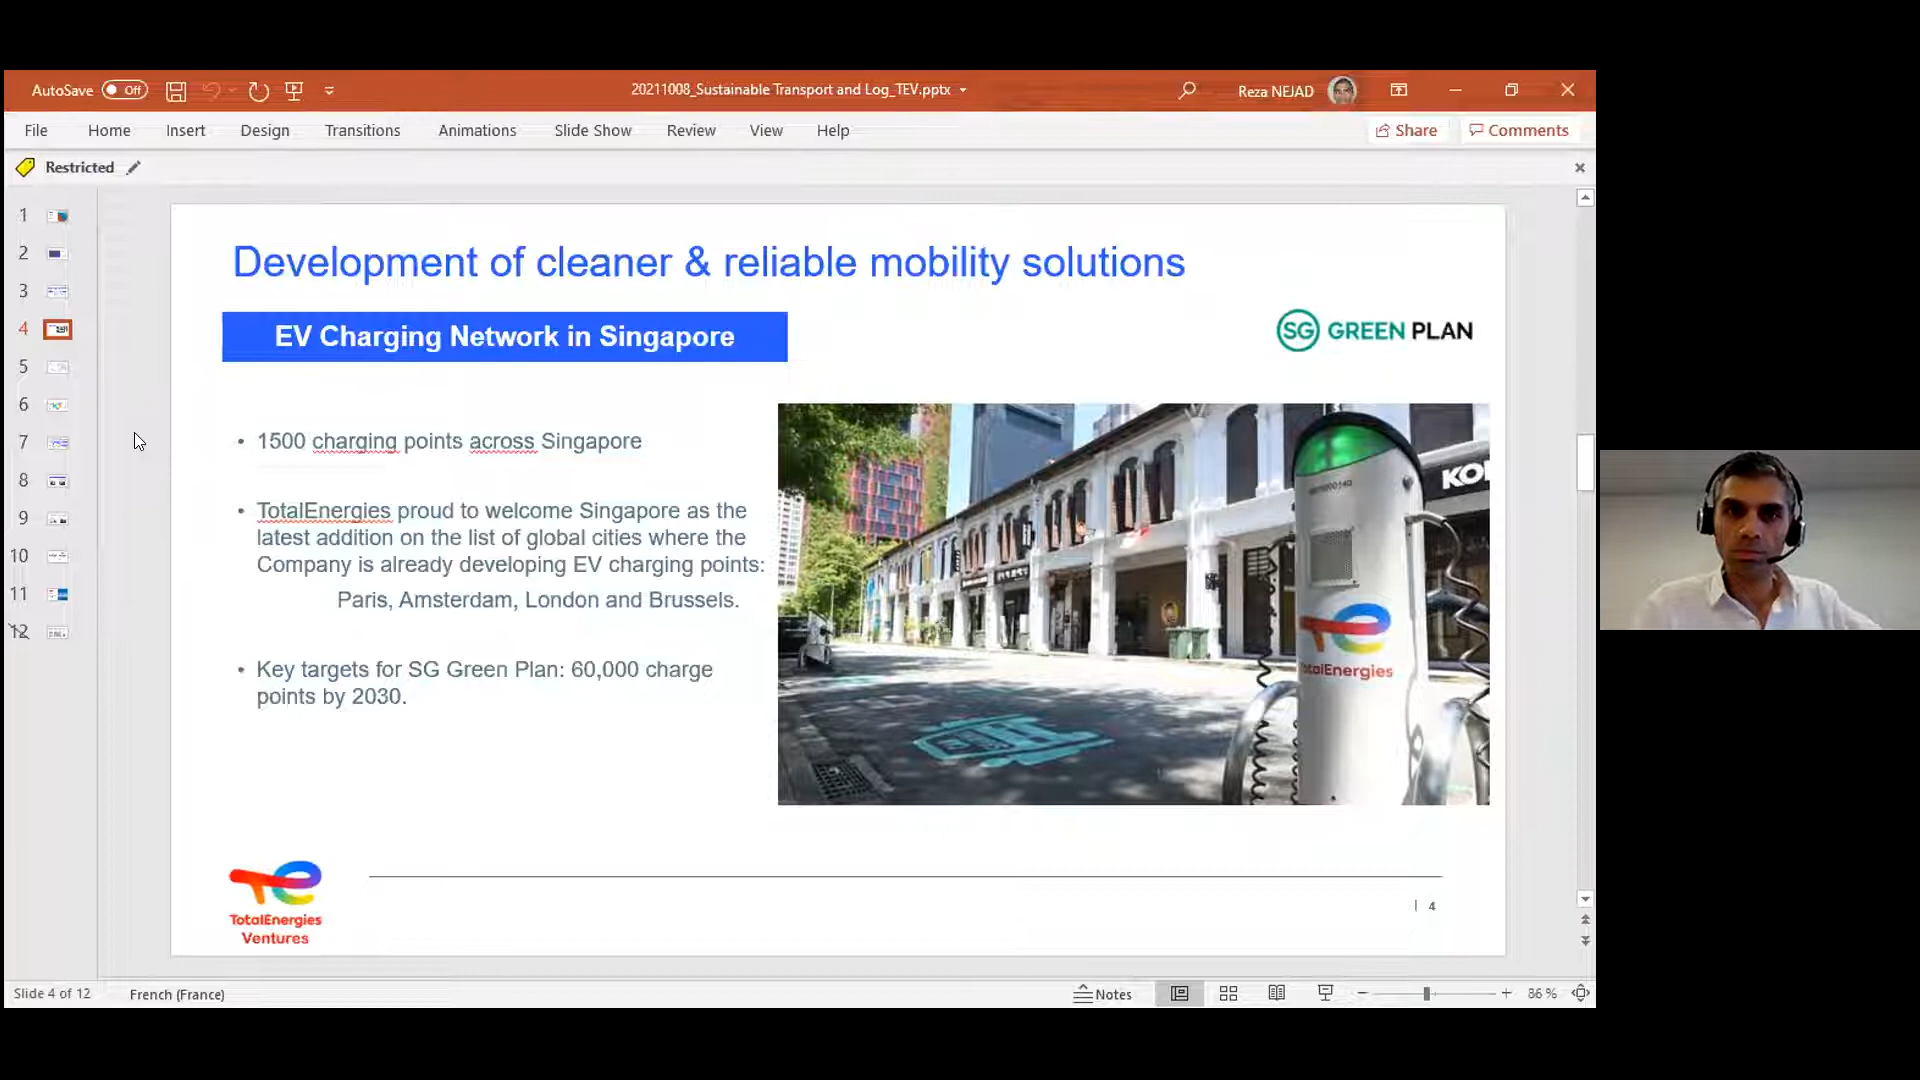 AutoSave Off
20211008_Sustainable Transport and Log_TEV.pptx
Reza NEJAD
File Home Insert Design Transitions Animations Slide Show Review View Help
Share Comments
Restricted
1
2
3
4
5
6
7
8
9
10
11
12
Development of cleaner & reliable mobility solutions
EV Charging Network in Singapore
SG GREEN PLAN
• 1500 charging points across Singapore
• TotalEnergies proud to welcome Singapore as the
latest addition on the list of global cities where the
Company is already developing EV charging points:
Paris, Amsterdam, London and Brussels.
• Key targets for SG Green Plan: 60,000 charge
points by 2030.
TotalEnergies
TotalEnergies
Ventures
4
Slide 4 of 12 French (France) Notes 86 %